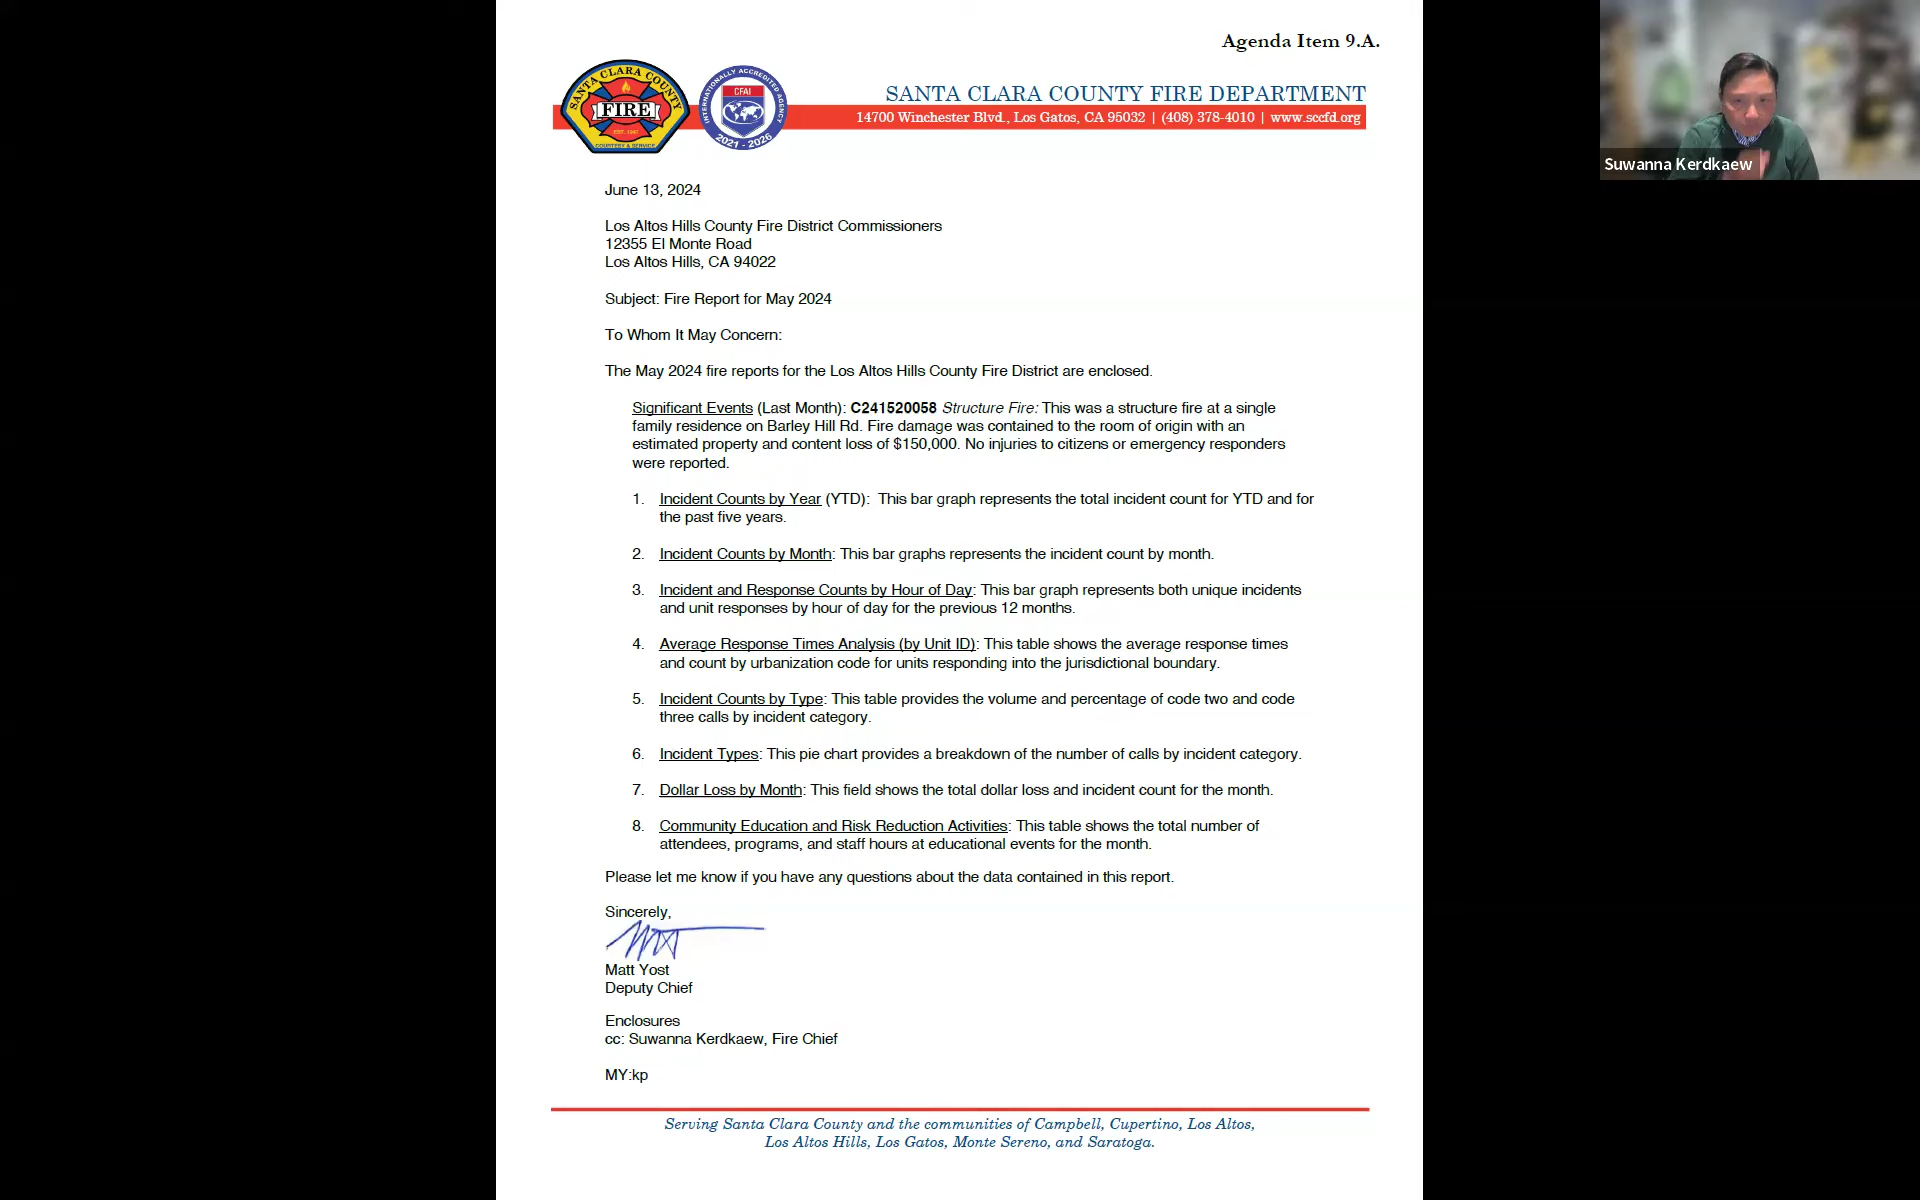 Agenda Item 9.A.
SANTA CLARA COUNTY
FIRE
EST. 1947
COURTESY & SERVICE
INTERNATIONALLY ACCREDITED AGENCY
CFAI
2021 - 2026
SANTA CLARA COUNTY FIRE DEPARTMENT
14700 Winchester Blvd., Los Gatos, CA 95032 | (408) 378-4010 | www.sccfd.org
Suwanna Kerdkaew
June 13, 2024
Los Altos Hills County Fire District Commissioners
12355 El Monte Road
Los Altos Hills, CA 94022
Subject: Fire Report for May 2024
To Whom It May Concern:
The May 2024 fire reports for the Los Altos Hills County Fire District are enclosed.
Significant Events (Last Month): C241520058 Structure Fire: This was a structure fire at a single
family residence on Barley Hill Rd. Fire damage was contained to the room of origin with an
estimated property and content loss of $150,000. No injuries to citizens or emergency responders
were reported.
1. Incident Counts by Year (YTD): This bar graph represents the total incident count for YTD and for
the past five years.
2. Incident Counts by Month: This bar graphs represents the incident count by month.
3. Incident and Response Counts by Hour of Day: This bar graph represents both unique incidents
and unit responses by hour of day for the previous 12 months.
4. Average Response Times Analysis (by Unit ID): This table shows the average response times
and count by urbanization code for units responding into the jurisdictional boundary.
5. Incident Counts by Type: This table provides the volume and percentage of code two and code
three calls by incident category.
6. Incident Types: This pie chart provides a breakdown of the number of calls by incident category.
7. Dollar Loss by Month: This field shows the total dollar loss and incident count for the month.
8. Community Education and Risk Reduction Activities: This table shows the total number of
attendees, programs, and staff hours at educational events for the month.
Please let me know if you have any questions about the data contained in this report.
Sincerely,
Matt Yost
Deputy Chief
Enclosures
cc: Suwanna Kerdkaew, Fire Chief
MY:kp
Serving Santa Clara County and the communities of Campbell, Cupertino, Los Altos,
Los Altos Hills, Los Gatos, Monte Sereno, and Saratoga.